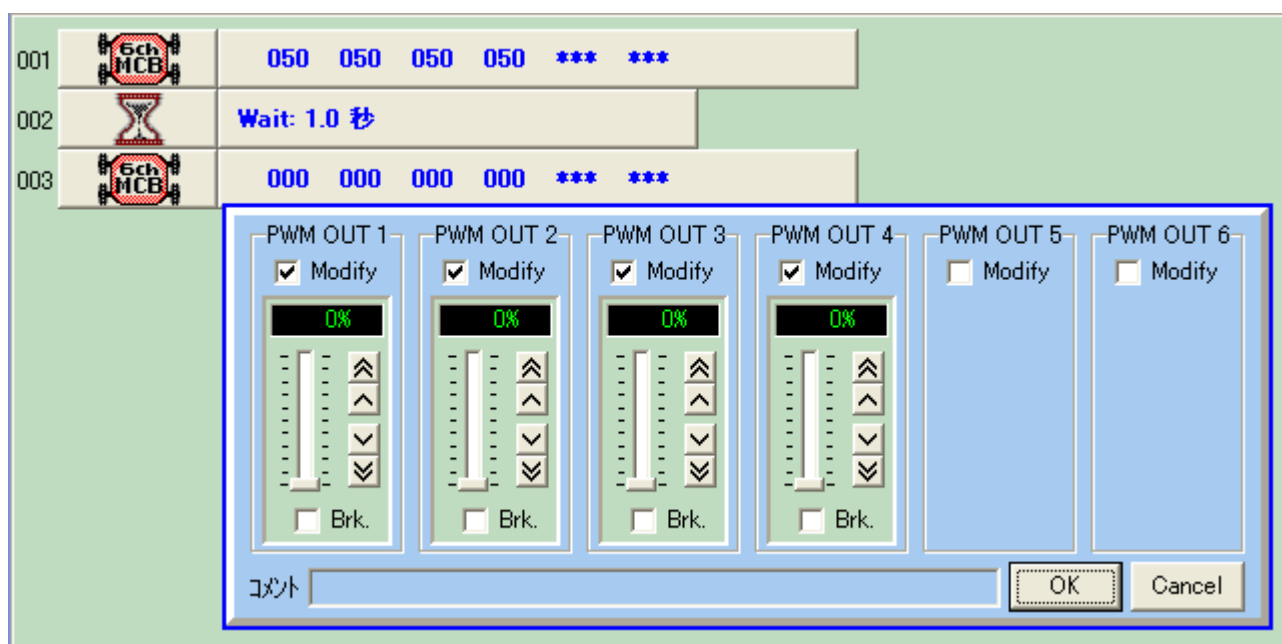 001 6ch MCB 050 050 050 050 *** ***
002 Wait: 1.0 秒
003 6ch MCB 000 000 000 000 *** ***
PWM OUT 1 PWM OUT 2 PWM OUT 3 PWM OUT 4 PWM OUT 5 PWM OUT 6
Modify Modify Modify Modify Modify Modify
0% 0% 0% 0%
Brk. Brk. Brk. Brk.
コメント OK Cancel